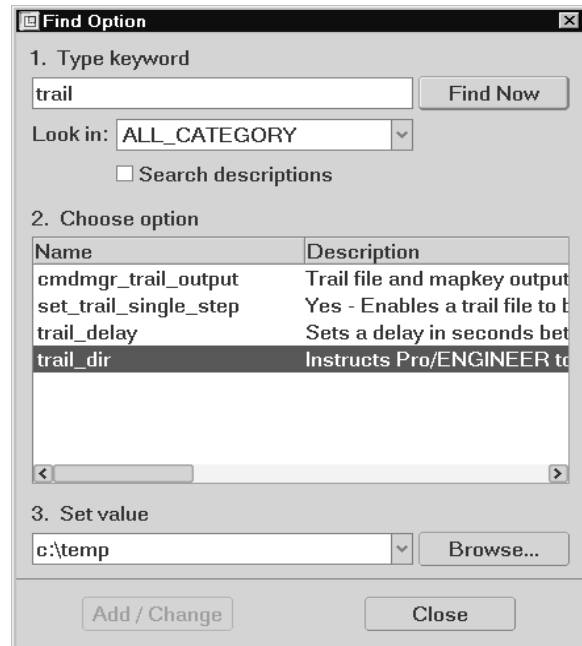 Find Option
1. Type keyword
trail Find Now
Look in: ALL_CATEGORY
Search descriptions
2. Choose option
Name Description
cmdmgr_trail_output Trail file and mapkey output
set_trail_single_step Yes - Enables a trail file to b
trail_delay Sets a delay in seconds bet
trail_dir Instructs Pro/ENGINEER to
3. Set value
c:\temp Browse...
Add / Change Close